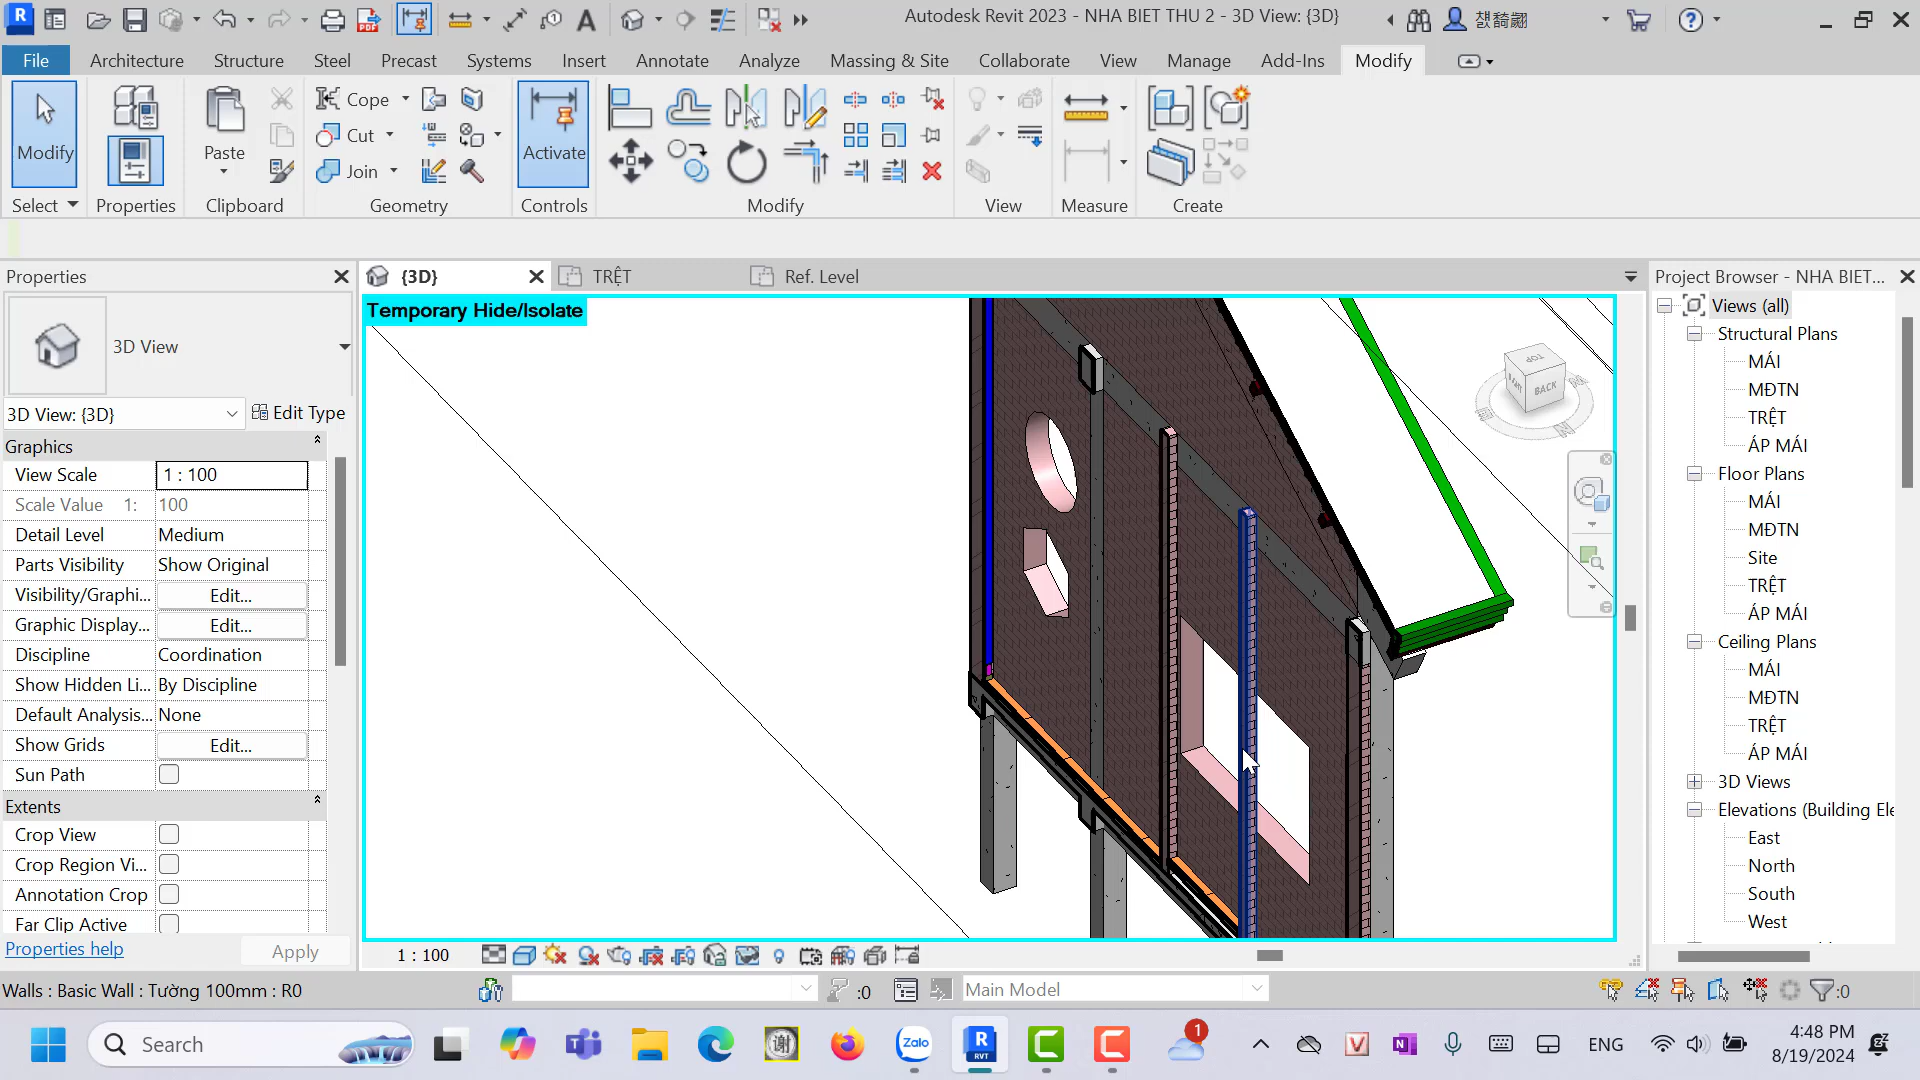 Autodesk Revit 2023 - NHA BIET THU 2 - 3D View: {3D}
File Architecture Structure Steel Precast Systems Insert Annotate Analyze Massing & Site Collaborate View Manage Add-Ins Modify
Modify
Paste
Cope
Cut
Join
Activate
Select Properties Clipboard Geometry Controls Modify View Measure Create
Properties
{3D}
TRỆT
Ref. Level
Project Browser - NHA BIET...
Temporary Hide/Isolate
3D View
3D View: {3D}
Edit Type
Graphics
View Scale 1 : 100
Scale Value 1: 100
Detail Level Medium
Parts Visibility Show Original
Visibility/Graphi... Edit...
Graphic Display... Edit...
Discipline Coordination
Show Hidden Li... By Discipline
Default Analysis... None
Show Grids Edit...
Sun Path
Extents
Crop View
Crop Region Vi...
Annotation Crop
Far Clip Active
Properties help
Apply
TOP
BACK
Views (all)
Structural Plans
MÁI
MĐTN
TRỆT
ÁP MÁI
Floor Plans
MÁI
MĐTN
Site
TRỆT
ÁP MÁI
Ceiling Plans
MÁI
MĐTN
TRỆT
ÁP MÁI
3D Views
Elevations (Building Ele
East
North
South
West
1 : 100
Walls : Basic Wall : Tường 100mm : R0
:0
Main Model
:0
Search
Zalo
R
RVT
1
ENG
4:48 PM
8/19/2024